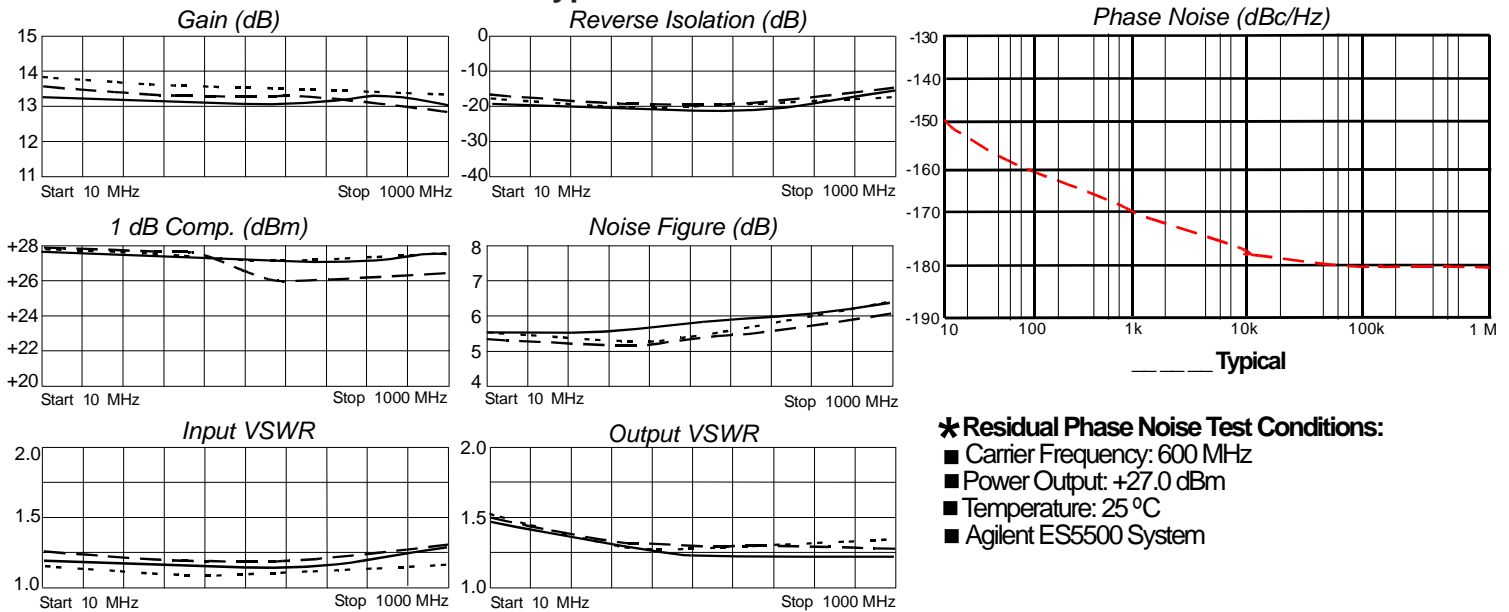 Gain (dB)
15
14
13
12
11
Start 10 MHz
Stop 1000 MHz
Reverse Isolation (dB)
0
-10
-20
-30
-40
Start 10 MHz
Stop 1000 MHz
1 dB Comp. (dBm)
+28
+26
+24
+22
+20
Start 10 MHz
Stop 1000 MHz
Noise Figure (dB)
8
7
6
5
4
Start 10 MHz
Stop 1000 MHz
Input VSWR
2.0
1.5
1.0
Start 10 MHz
Stop 1000 MHz
Output VSWR
2.0
1.5
1.0
Start 10 MHz
Stop 1000 MHz
Phase Noise (dBc/Hz)
-130
-140
-150
-160
-170
-180
-190
10 100 1k 10k 100k 1 M
___ ___ ___ Typical
* Residual Phase Noise Test Conditions:
■ Carrier Frequency: 600 MHz
■ Power Output: +27.0 dBm
■ Temperature: 25 ºC
■ Agilent ES5500 System